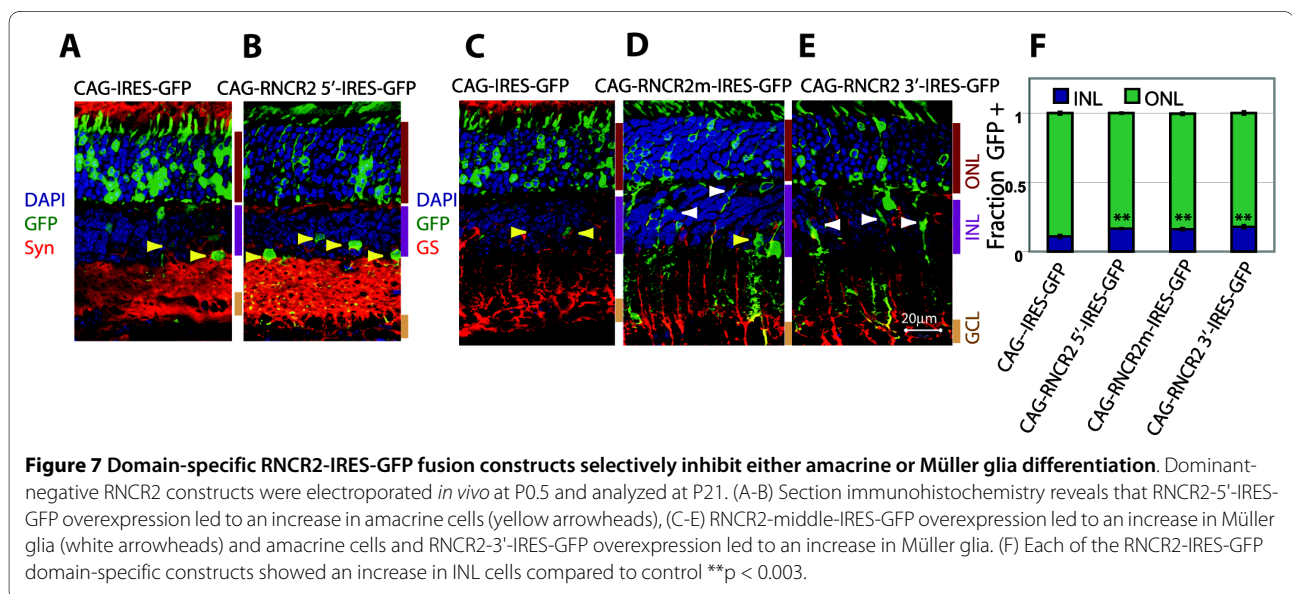 A
B
C
D
E
F
CAG-IRES-GFP
CAG-RNCR2 5'-IRES-GFP
CAG-IRES-GFP
CAG-RNCR2m-IRES-GFP
CAG-RNCR2 3'-IRES-GFP
DAPI
GFP
Syn
DAPI
GFP
GS
20μm
ONL
INL
GCL
INL ONL
Fraction GFP +
1
0.5
0
** ** **
CAG--IRES-GFP
CAG-RNCR2 5'-IRES-GFP
CAG-RNCR2m-IRES-GFP
CAG-RNCR2 3'-IRES-GFP
Figure 7 Domain-specific RNCR2-IRES-GFP fusion constructs selectively inhibit either amacrine or Müller glia differentiation. Dominant-
negative RNCR2 constructs were electroporated in vivo at P0.5 and analyzed at P21. (A-B) Section immunohistochemistry reveals that RNCR2-5'-IRES-
GFP overexpression led to an increase in amacrine cells (yellow arrowheads), (C-E) RNCR2-middle-IRES-GFP overexpression led to an increase in Müller
glia (white arrowheads) and amacrine cells and RNCR2-3'-IRES-GFP overexpression led to an increase in Müller glia. (F) Each of the RNCR2-IRES-GFP
domain-specific constructs showed an increase in INL cells compared to control **p < 0.003.